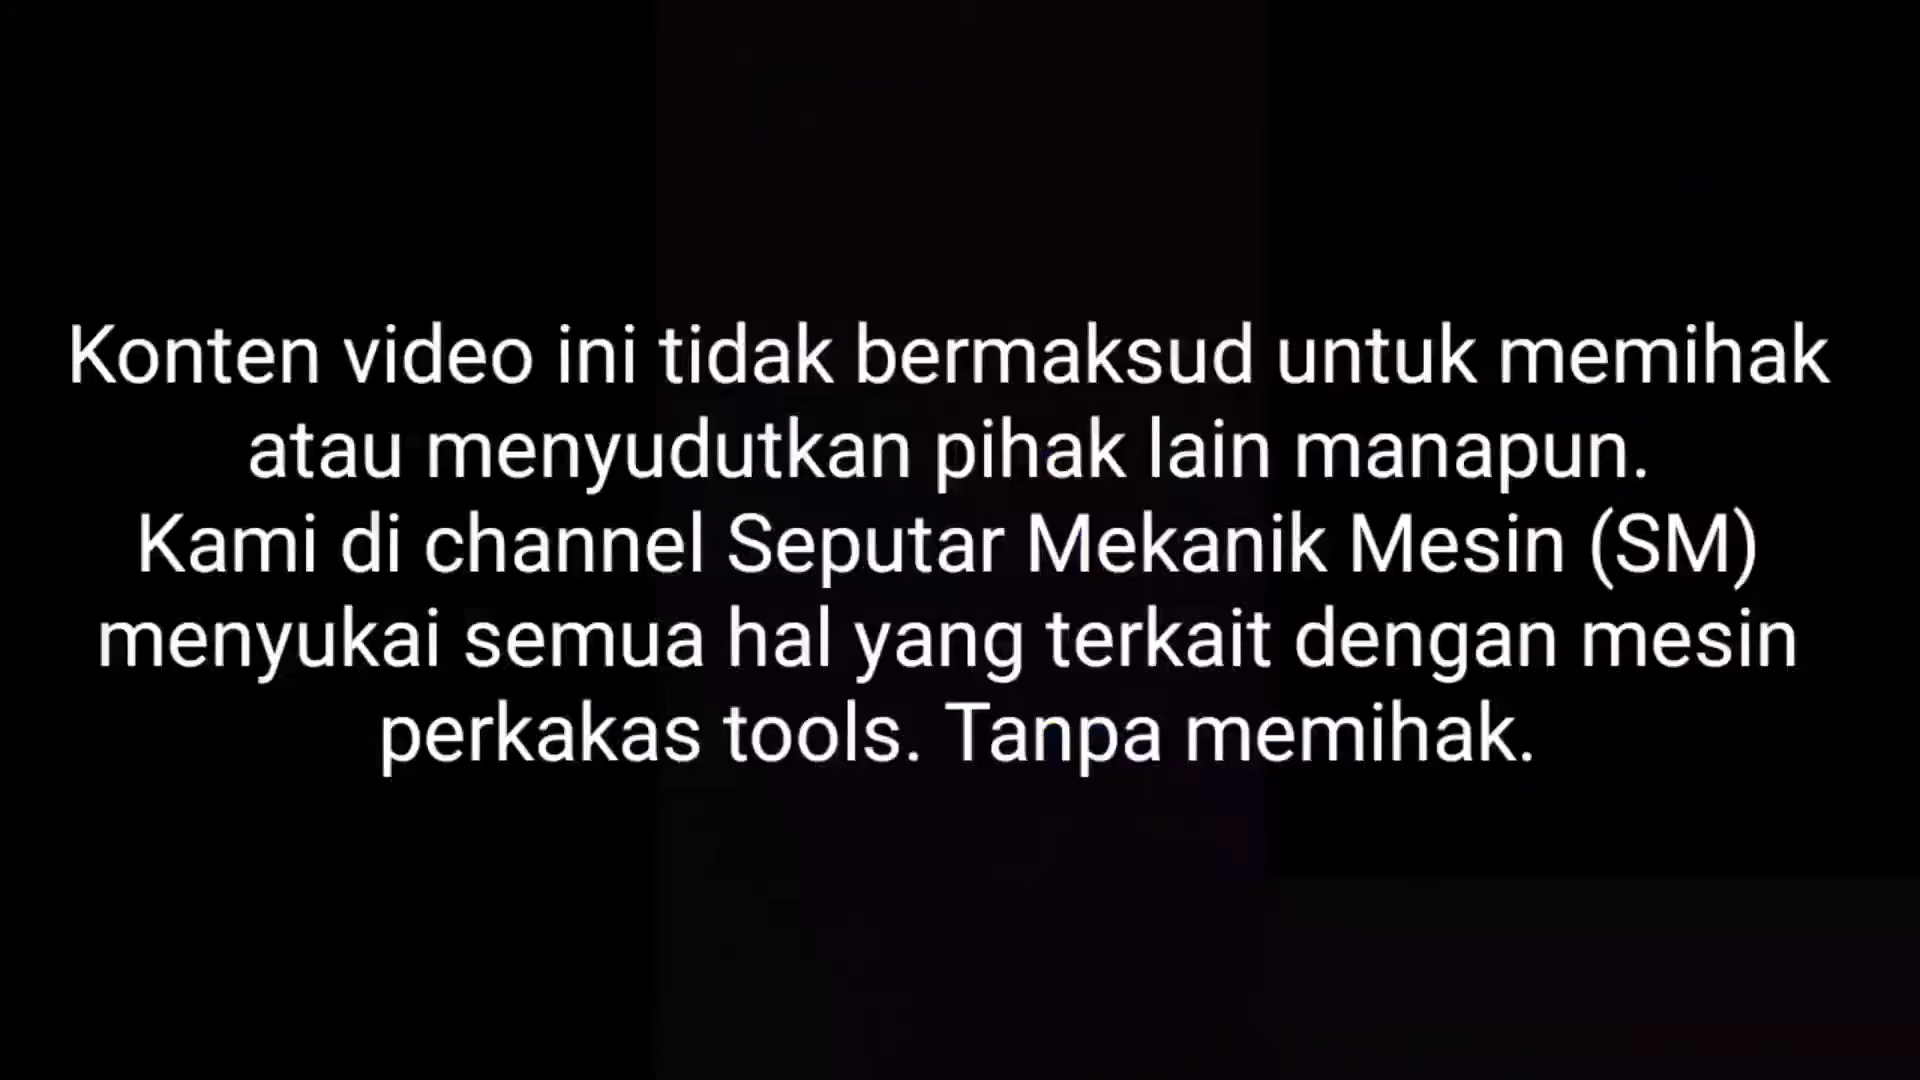 Konten video ini tidak bermaksud untuk memihak
atau menyudutkan pihak lain manapun.
Kami di channel Seputar Mekanik Mesin (SM)
menyukai semua hal yang terkait dengan mesin
perkakas tools. Tanpa memihak.